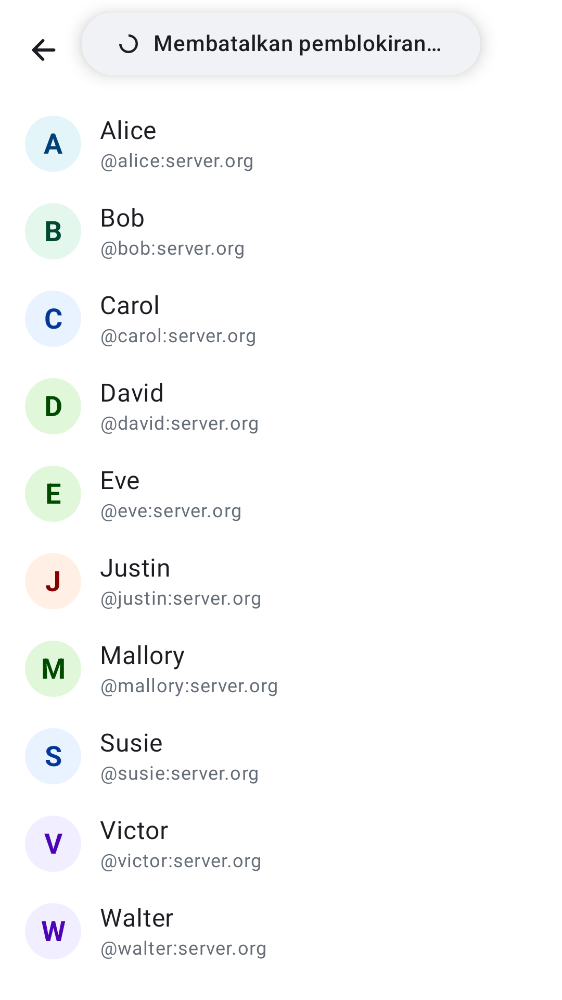 Membatalkan pemblokiran…
A
Alice
@alice:server.org
B
Bob
@bob:server.org
C
Carol
@carol:server.org
D
David
@david:server.org
E
Eve
@eve:server.org
J
Justin
@justin:server.org
M
Mallory
@mallory:server.org
S
Susie
@susie:server.org
V
Victor
@victor:server.org
W
Walter
@walter:server.org